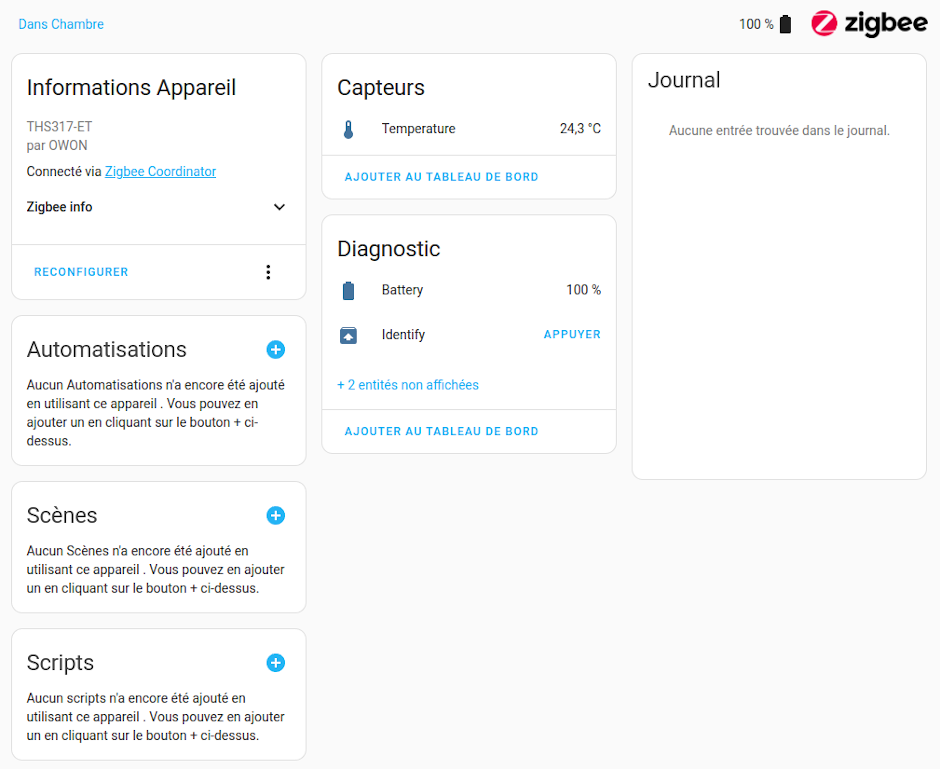 Dans Chambre
100 %
zigbee
Informations Appareil
THS317-ET
par OWON
Connecté via Zigbee Coordinator
Zigbee info
RECONFIGURER
Automatisations
Aucun Automatisations n'a encore été ajouté
en utilisant ce appareil . Vous pouvez en
ajouter un en cliquant sur le bouton + ci-
dessus.
Scènes
Aucun Scènes n'a encore été ajouté en
utilisant ce appareil . Vous pouvez en ajouter
un en cliquant sur le bouton + ci-dessus.
Scripts
Aucun scripts n'a encore été ajouté en
utilisant ce appareil . Vous pouvez en ajouter
un en cliquant sur le bouton + ci-dessus.
Capteurs
Temperature 24,3 °C
AJOUTER AU TABLEAU DE BORD
Diagnostic
Battery 100 %
Identify APPUYER
+ 2 entités non affichées
AJOUTER AU TABLEAU DE BORD
Journal
Aucune entrée trouvée dans le journal.